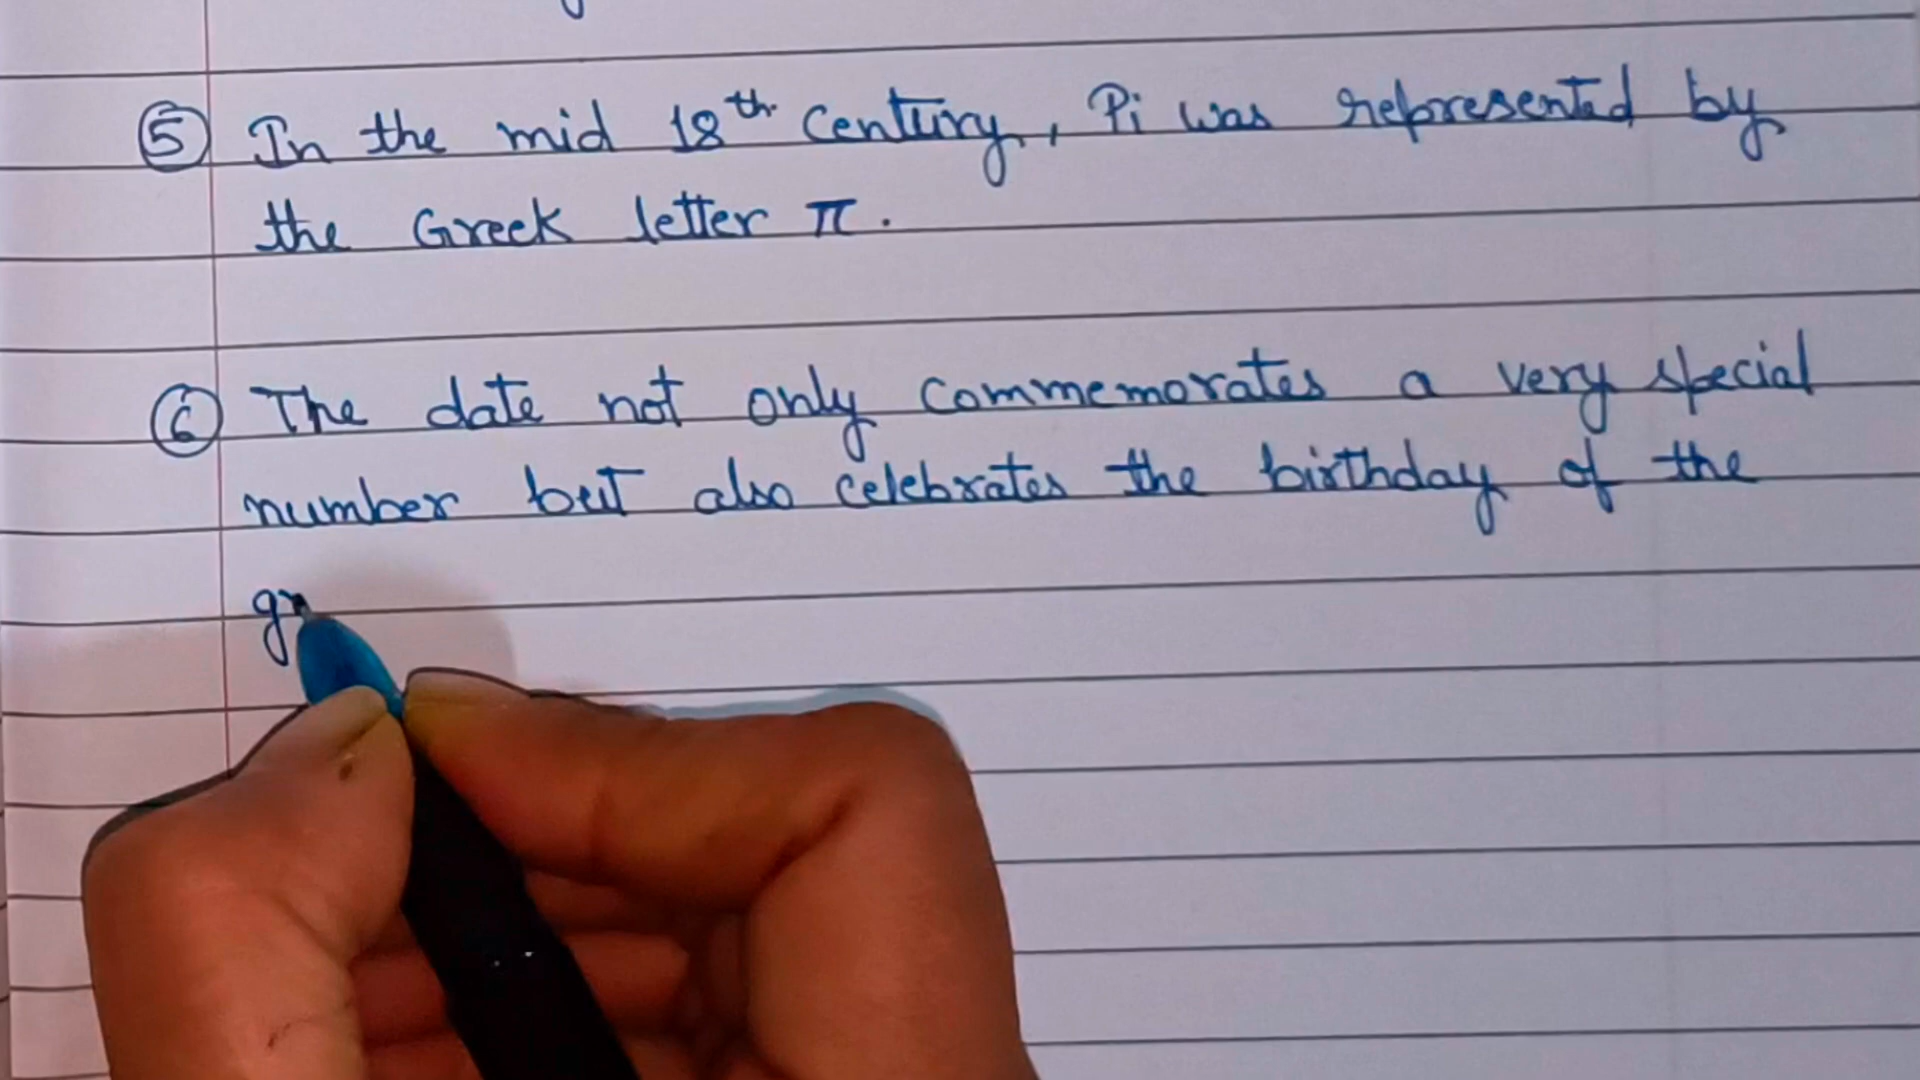 ⑤ In the mid 18th century, Pi was represented by
the Greek letter π.
⑥ The date not only commemorates a very special
number but also celebrates the birthday of the
gr